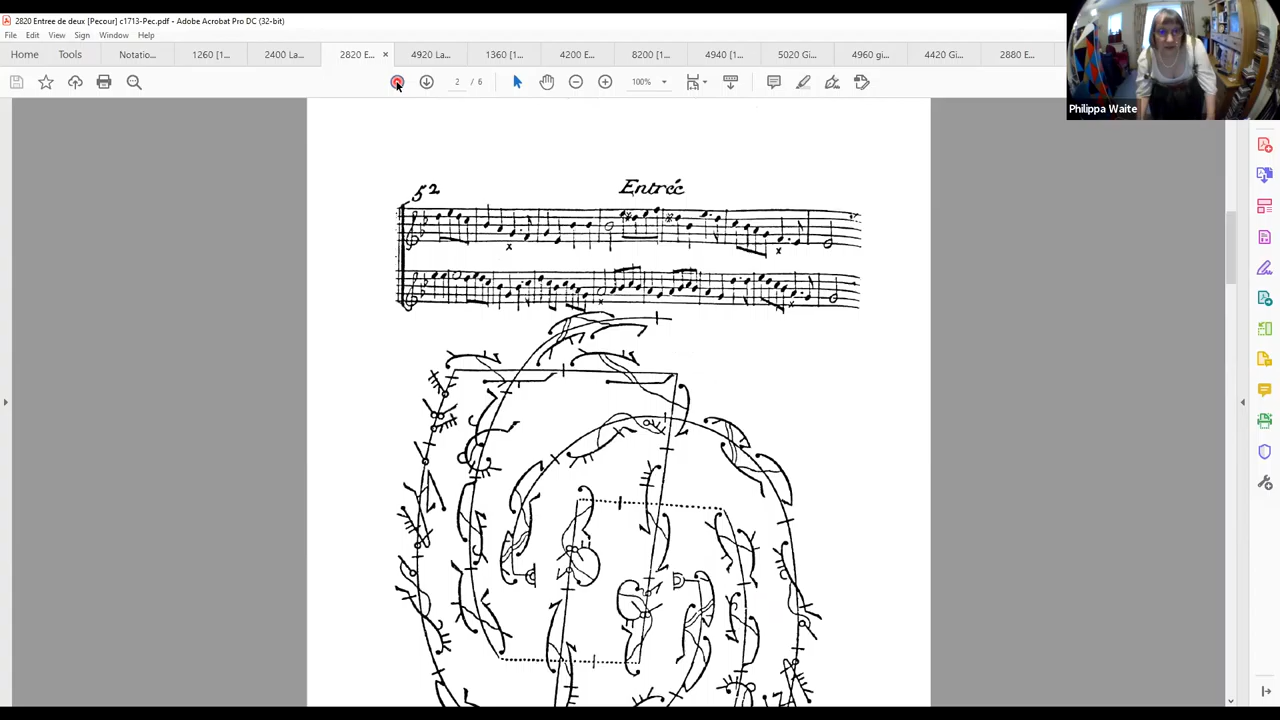 2820 Entree de deux [Pecour] c1713-Pec.pdf - Adobe Acrobat Pro DC (32-bit)
File Edit View Sign Window Help
Home Tools Notatio... 1260 [1... 2400 La... 2820 E... × 4920 La... 1360 [1... 4200 E... 8200 [1... 4940 [1... 5020 Gi... 4960 gi... 4420 Gi... 2880 E...
2 / 6 100%
Philippa Waite
52 Entrée